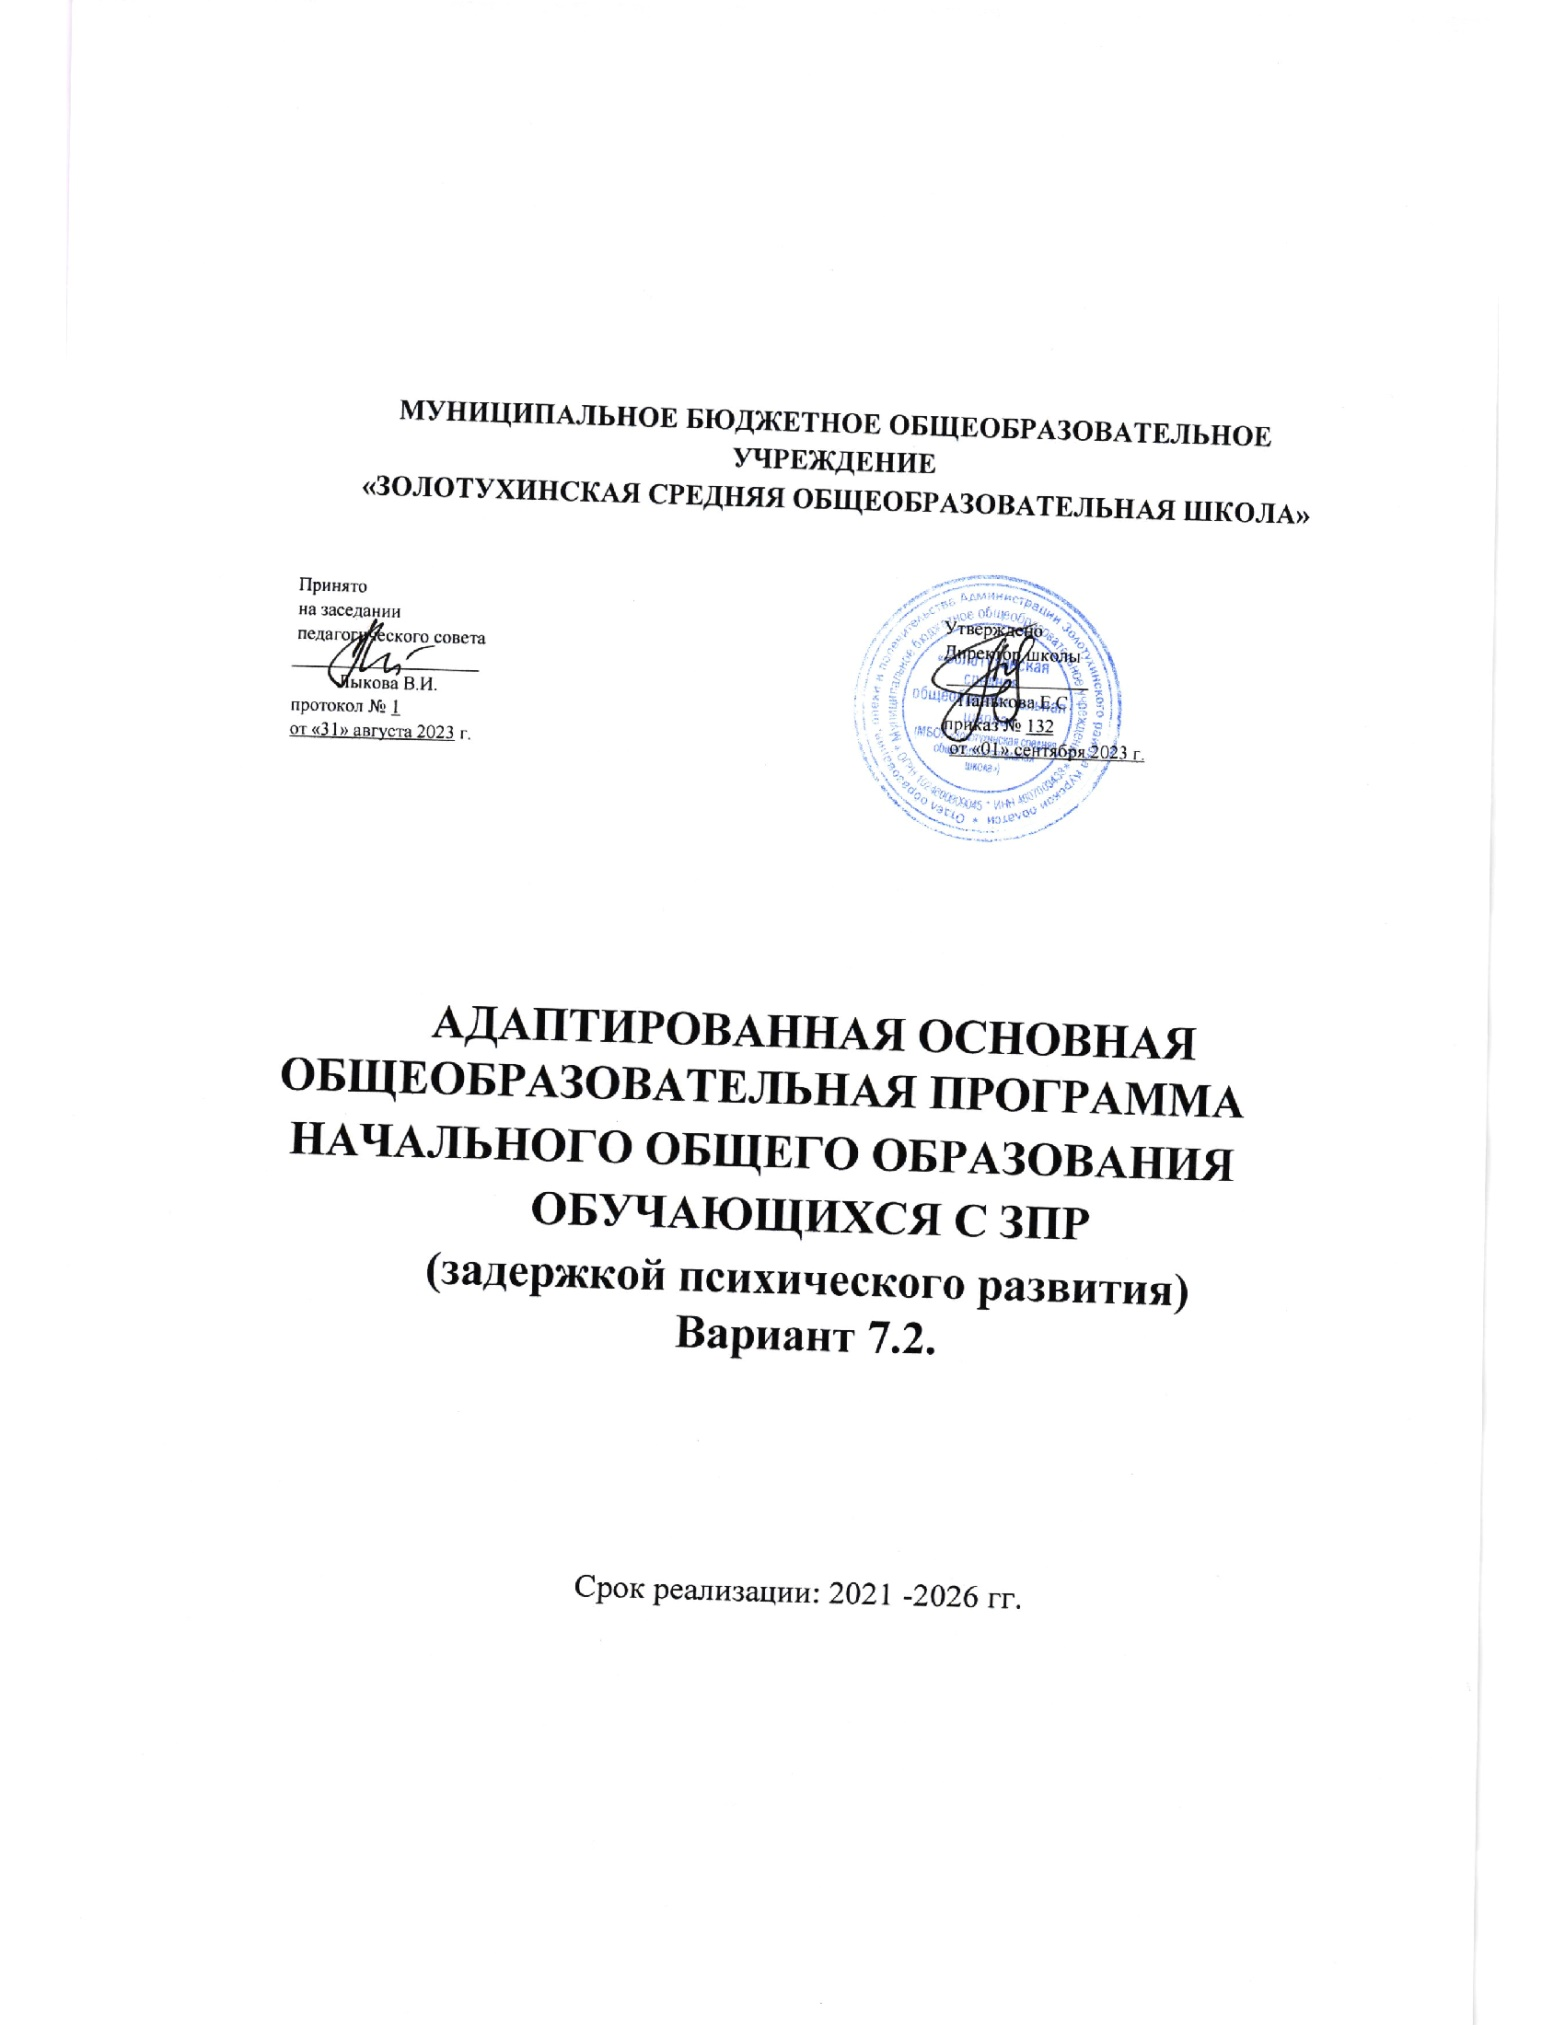 МУНИЦИПАЛЬНОЕ БЮДЖЕТНОЕ ОБЩЕОБРАЗОВАТЕЛЬНОЕ
УЧРЕЖДЕНИЕ
«ЗОЛОТУХИНСКАЯ СРЕДНЯЯ ОБЩЕОБРАЗОВАТЕЛЬНАЯ ШКОЛА»
Принято
на заседании
педагогического совета
Лыкова В.И.
протокол № 1
от «31» августа 2023 г.
Утверждено
Директор школы
Панькова Е.С
приказ № 132
от «01» сентября 2023 г.
АДАПТИРОВАННАЯ ОСНОВНАЯ
ОБЩЕОБРАЗОВАТЕЛЬНАЯ ПРОГРАММА
НАЧАЛЬНОГО ОБЩЕГО ОБРАЗОВАНИЯ
ОБУЧАЮЩИХСЯ С ЗПР
(задержкой психического развития)
Вариант 7.2.
Срок реализации: 2021 -2026 гг.